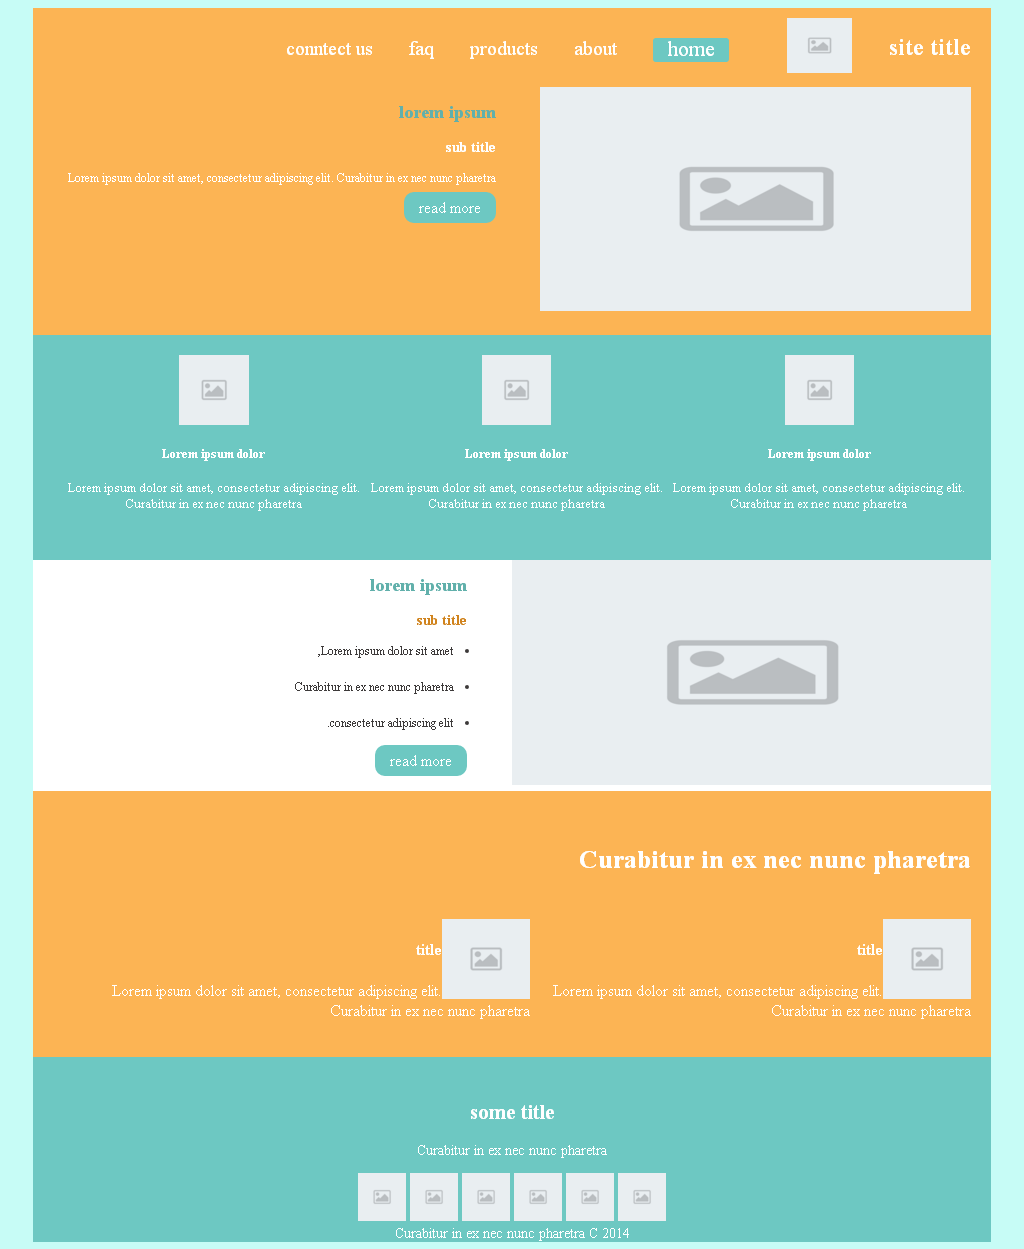 conntect us faq products about home site title
lorem ipsum
sub title
Lorem ipsum dolor sit amet, consectetur adipiscing elit. Curabitur in ex nec nunc pharetra
read more
Lorem ipsum dolor
Lorem ipsum dolor sit amet, consectetur adipiscing elit.
Curabitur in ex nec nunc pharetra
Lorem ipsum dolor
Lorem ipsum dolor sit amet, consectetur adipiscing elit.
Curabitur in ex nec nunc pharetra
Lorem ipsum dolor
Lorem ipsum dolor sit amet, consectetur adipiscing elit.
Curabitur in ex nec nunc pharetra
lorem ipsum
sub title
,Lorem ipsum dolor sit amet •
Curabitur in ex nec nunc pharetra •
.consectetur adipiscing elit •
read more
Curabitur in ex nec nunc pharetra
title
Lorem ipsum dolor sit amet, consectetur adipiscing elit.
Curabitur in ex nec nunc pharetra
title
Lorem ipsum dolor sit amet, consectetur adipiscing elit.
Curabitur in ex nec nunc pharetra
some title
Curabitur in ex nec nunc pharetra
Curabitur in ex nec nunc pharetra C 2014